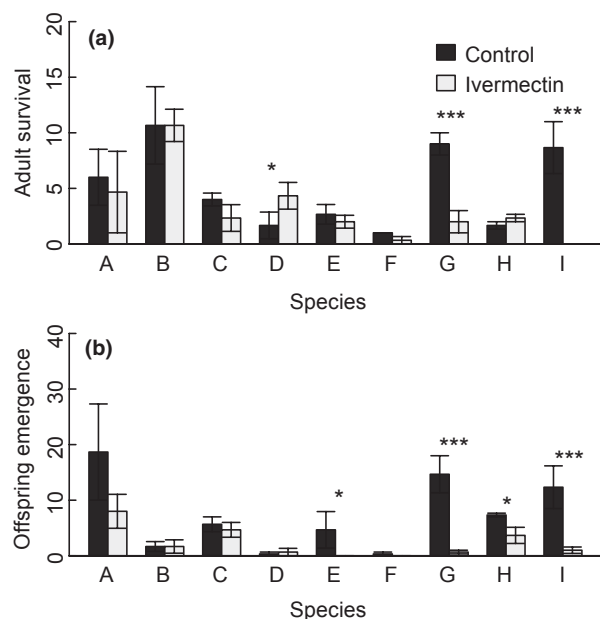 (a)
Control
Ivermectin
Adult survival
20
15
10
5
0
*
***
***
A B C D E F G H I
Species
(b)
Offspring emergence
40
30
20
10
0
*
***
*
***
A B C D E F G H I
Species